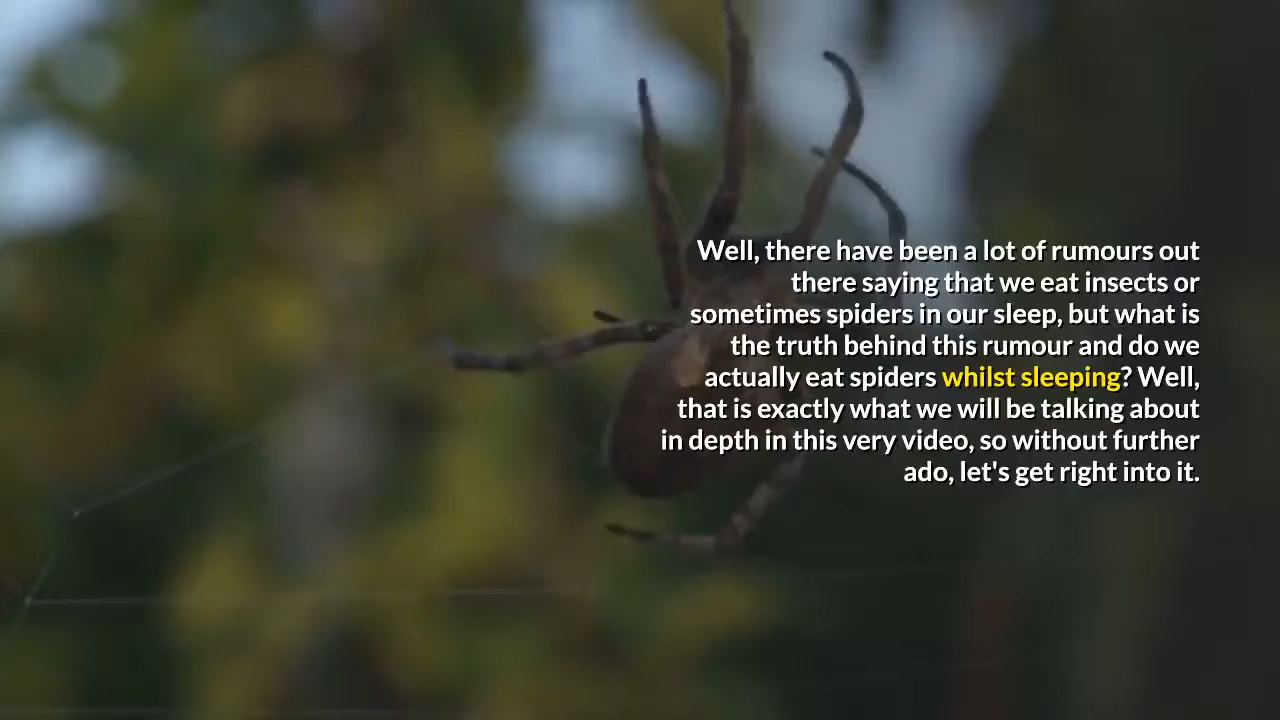 Well, there have been a lot of rumours out
there saying that we eat insects or
sometimes spiders in our sleep, but what is
the truth behind this rumour and do we
actually eat spiders whilst sleeping? Well,
that is exactly what we will be talking about
in depth in this very video, so without further
ado, let's get right into it.